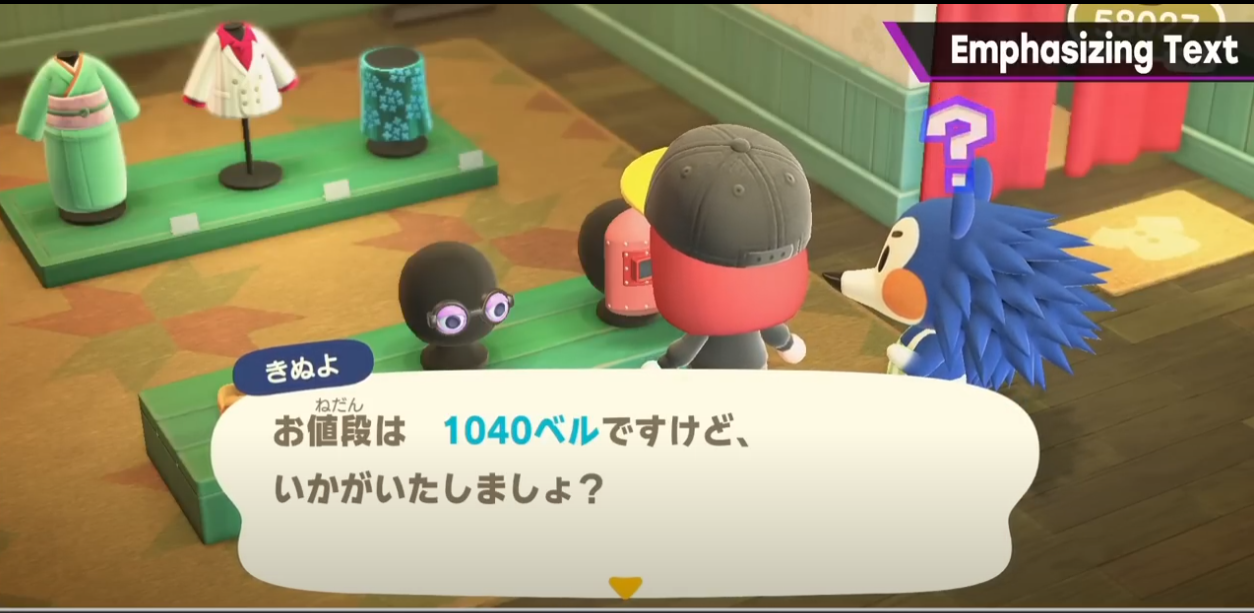 58027
Emphasizing Text
きぬよ
ねだん
お値段は　1040ベルですけど、
いかがいたしましょ？